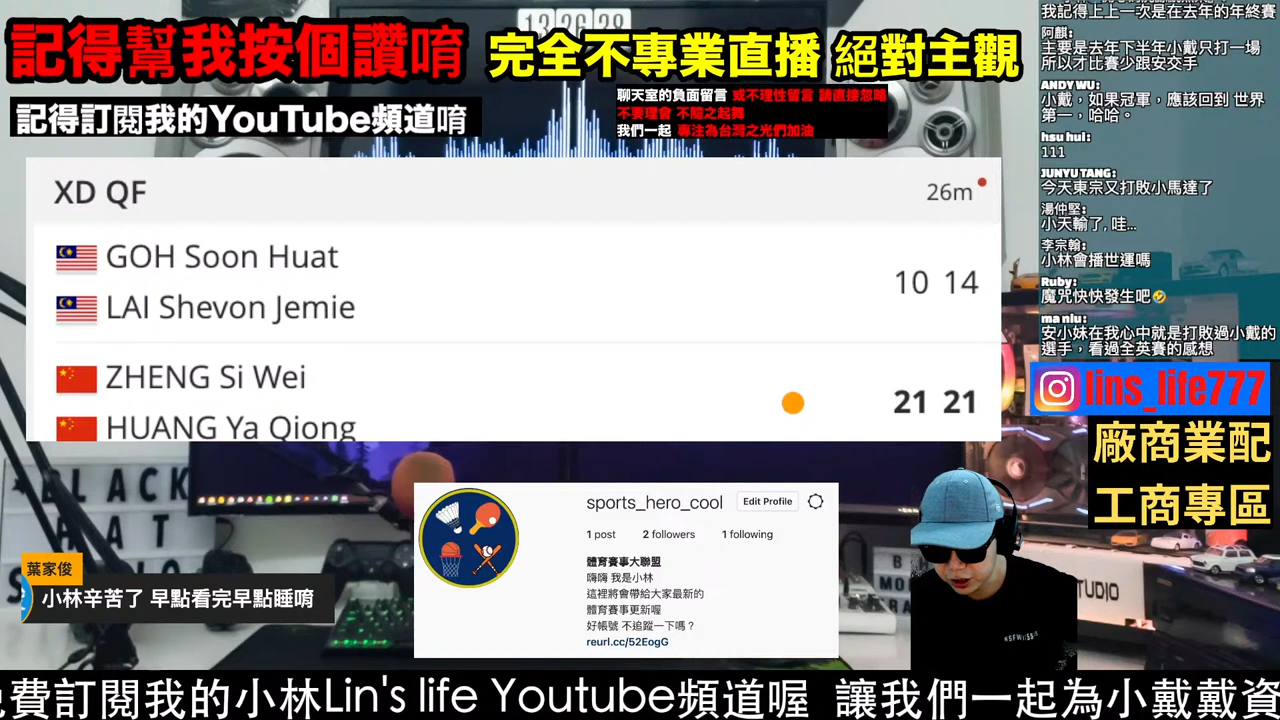 13 26 28
記得幫我按個讚唷
完全不專業直播 絕對主觀
記得訂閱我的YouTube頻道唷
聊天室的負面留言 或不理性留言 請直接忽略
不要理會 不隨之起舞
我們一起 專注為台灣之光們加油
XD QF
26m
GOH Soon Huat
LAI Shevon Jemie
10 14
ZHENG Si Wei
HUANG Ya Qiong
21 21
我記得上上一次是在去年的年終賽
阿麒:
主要是去年下半年小戴只打一場
所以才比賽少跟安交手
ANDY WU:
小戴，如果冠軍，應該回到 世界
第一，哈哈。
hsu hui:
111
JUNYU TANG:
今天東宗又打敗小馬達了
湯仲堅:
小天輸了, 哇...
李宗翰:
小林會播世運嗎
Ruby:
魔咒快快發生吧🤣
ma niu:
安小妹在我心中就是打敗過小戴的
選手，看過全英賽的感想
lins_life777
廠商業配
工商專區
BLACK
葉家俊
小林辛苦了 早點看完早點睡唷
sports_hero_cool
Edit Profile
1 post
2 followers
1 following
體育賽事大聯盟
嗨嗨 我是小林
這裡將會帶給大家最新的
體育賽事更新喔
好帳號 不追蹤一下嗎？
reurl.cc/52EogG
免費訂閱我的小林Lin's life Youtube頻道喔 讓我們一起為小戴戴資